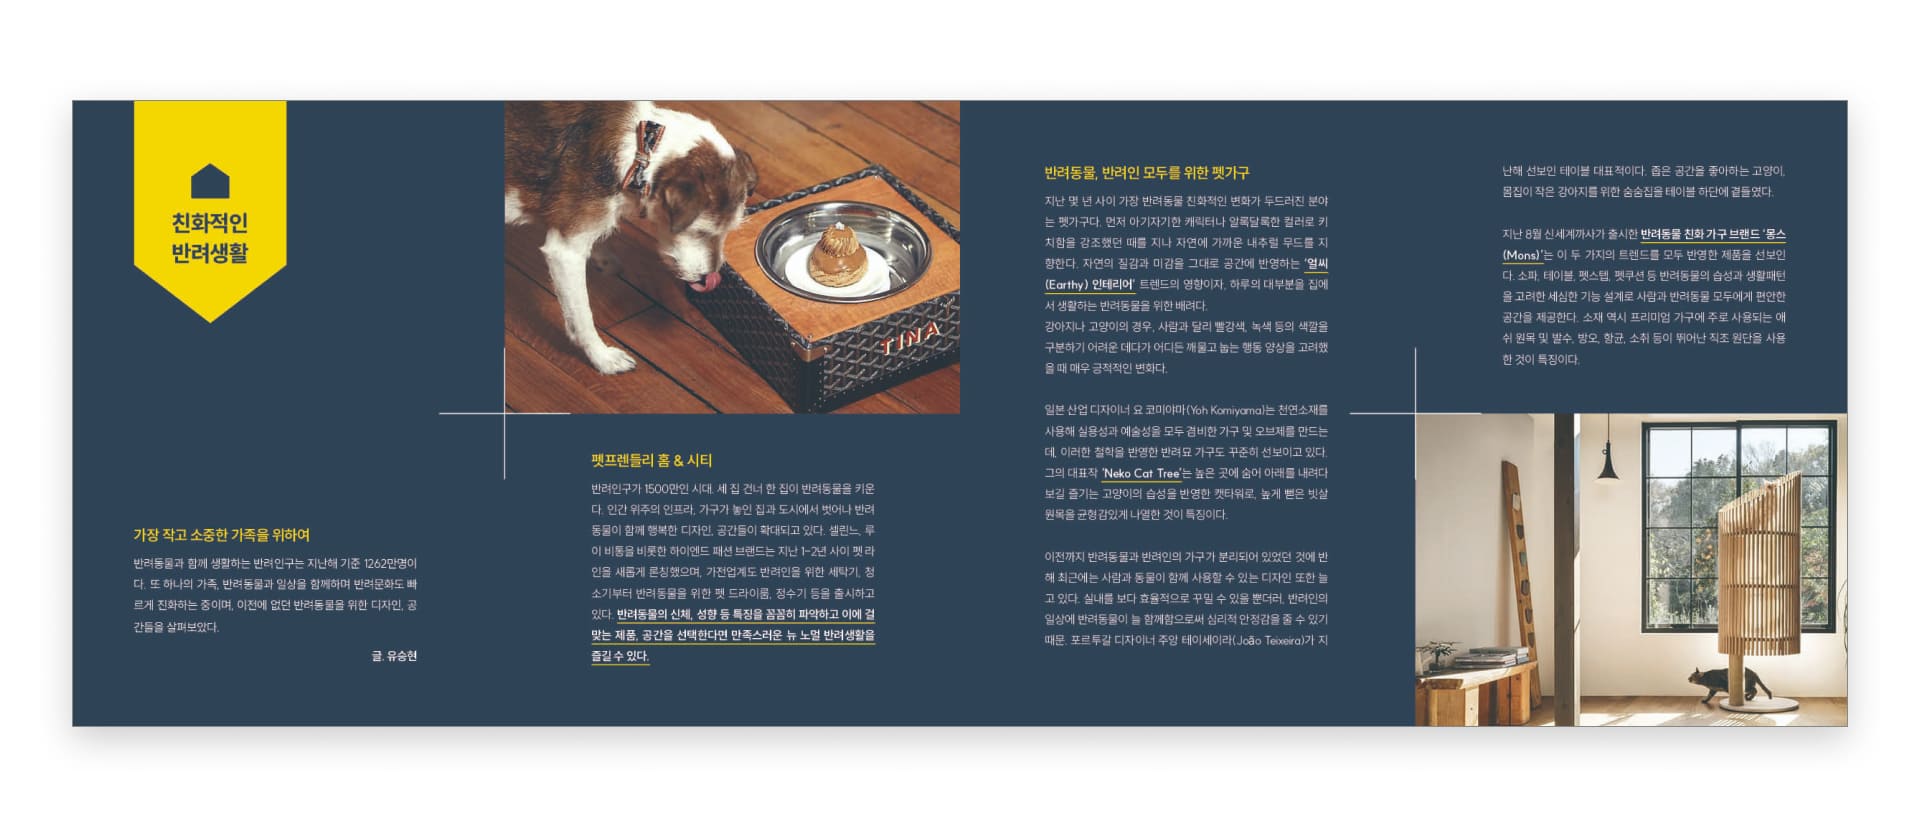 친화적인
반려생활
가장 작고 소중한 가족을 위하여
반려동물과 함께 생활하는 반려인구는 지난해 기준 1262만명이
다. 또 하나의 가족, 반려동물과 일상을 함께하며 반려문화도 빠
르게 진화하는 중이며, 이전에 없던 반려동물을 위한 디자인, 공
간들을 살펴보았다.
글. 유승현
TINA
펫프렌들리 홈 & 시티
반려인구가 1500만인 시대. 세 집 건너 한 집이 반려동물을 키운
다. 인간 위주의 인프라, 가구가 놓인 집과 도시에서 벗어나 반려
동물이 함께 행복한 디자인, 공간들이 확대되고 있다. 셀린느, 루
이 비통을 비롯한 하이엔드 패션 브랜드는 지난 1-2년 사이 펫 라
인을 새롭게 론칭했으며, 가전업계도 반려인을 위한 세탁기, 청
소기부터 반려동물을 위한 펫 드라이룸, 정수기 등을 출시하고
있다. 반려동물의 신체, 성향 등 특징을 꼼꼼히 파악하고 이에 걸
맞는 제품, 공간을 선택한다면 만족스러운 뉴 노멀 반려생활을
즐길 수 있다.
반려동물, 반려인 모두를 위한 펫가구
지난 몇 년 사이 가장 반려동물 친화적인 변화가 두드러진 분야
는 펫가구다. 먼저 아기자기한 캐릭터나 알록달록한 컬러로 키
치함을 강조했던 때를 지나 자연에 가까운 내추럴 무드를 지
향한다. 자연의 질감과 미감을 그대로 공간에 반영하는 '얼씨
(Earthy) 인테리어' 트렌드의 영향이자, 하루의 대부분을 집에
서 생활하는 반려동물을 위한 배려다.
강아지나 고양이의 경우, 사람과 달리 빨강색, 녹색 등의 색깔을
구분하기 어려운 데다가 어디든 깨물고 눕는 행동 양상을 고려했
을 때 매우 긍적적인 변화다.
일본 산업 디자이너 요 코미야마(Yoh Komiyama)는 천연소재를
사용해 실용성과 예술성을 모두 겸비한 가구 및 오브제를 만드는
데, 이러한 철학을 반영한 반려묘 가구도 꾸준히 선보이고 있다.
그의 대표작 'Neko Cat Tree'는 높은 곳에 숨어 아래를 내려다
보길 즐기는 고양이의 습성을 반영한 캣타워로, 높게 뻗은 빗살
원목을 균형감있게 나열한 것이 특징이다.
이전까지 반려동물과 반려인의 가구가 분리되어 있었던 것에 반
해 최근에는 사람과 동물이 함께 사용할 수 있는 디자인 또한 늘
고 있다. 실내를 보다 효율적으로 꾸밀 수 있을 뿐더러, 반려인의
일상에 반려동물이 늘 함께함으로써 심리적 안정감을 줄 수 있기
때문. 포르투갈 디자이너 주앙 테이세이라(João Teixeira)가 지
난해 선보인 테이블 대표적이다. 좁은 공간을 좋아하는 고양이,
몸집이 작은 강아지를 위한 숨숨집을 테이블 하단에 곁들였다.
지난 8월 신세계까사가 출시한 반려동물 친화 가구 브랜드 '몽스
(Mons)'는 이 두 가지의 트렌드를 모두 반영한 제품을 선보인
다. 소파, 테이블, 펫스텝, 펫쿠션 등 반려동물의 습성과 생활패턴
을 고려한 세심한 기능 설계로 사람과 반려동물 모두에게 편안한
공간을 제공한다. 소재 역시 프리미엄 가구에 주로 사용되는 애
쉬 원목 및 발수, 방오, 항균, 소취 등이 뛰어난 직조 원단을 사용
한 것이 특징이다.